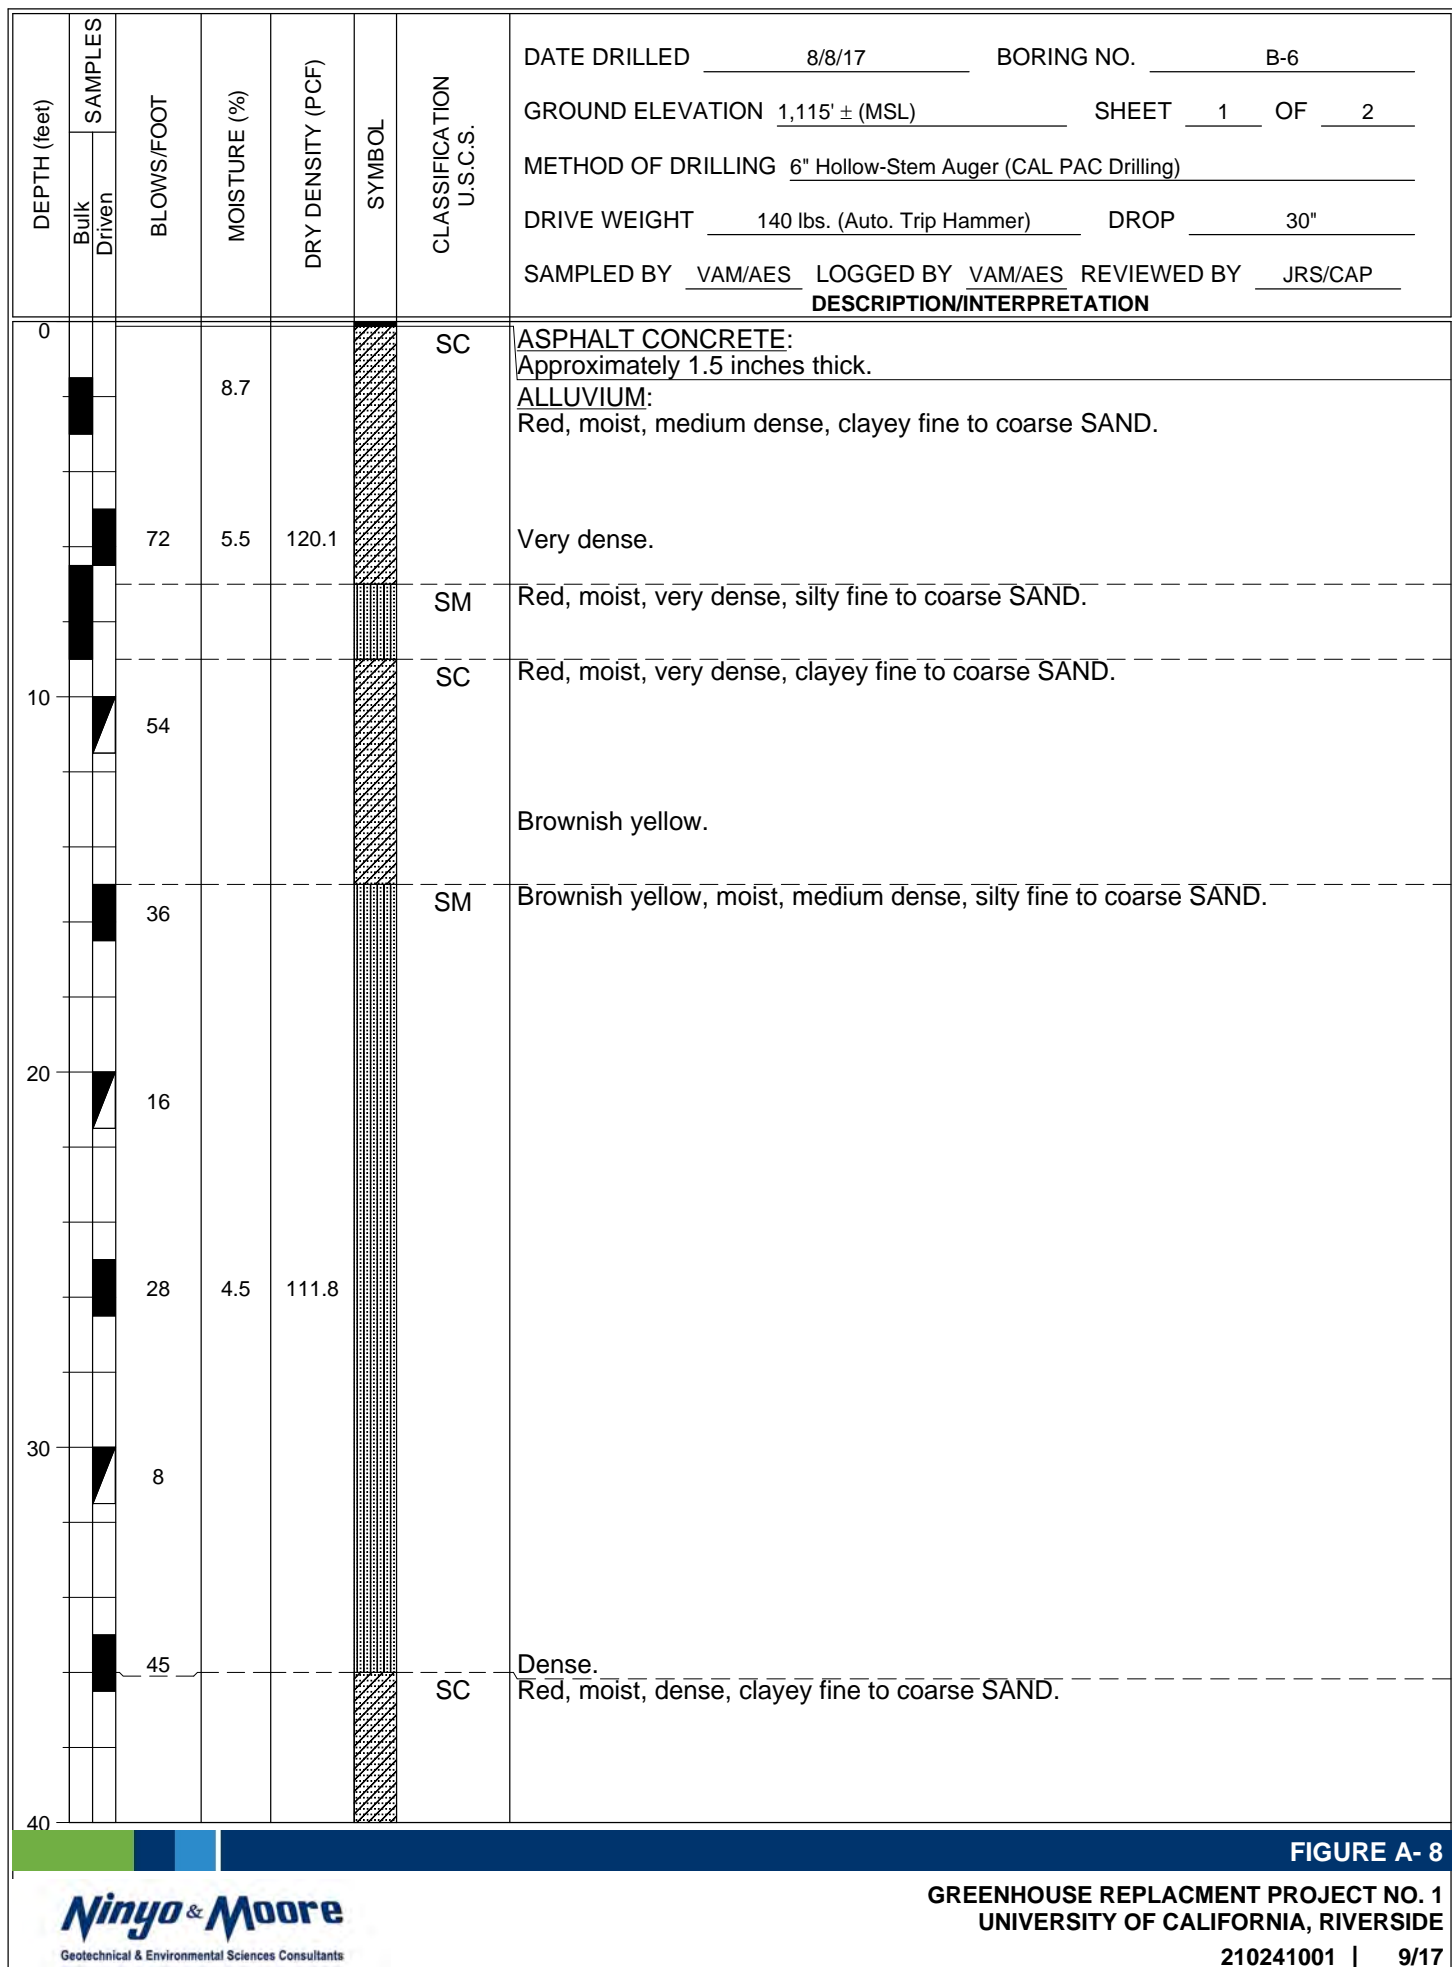 DEPTH (feet)
SAMPLES
Bulk
Driven
BLOWS/FOOT
MOISTURE (%)
DRY DENSITY (PCF)
SYMBOL
CLASSIFICATION
U.S.C.S.
DATE DRILLED 8/8/17 BORING NO. B-6
GROUND ELEVATION 1,115' ± (MSL) SHEET 1 OF 2
METHOD OF DRILLING 6" Hollow-Stem Auger (CAL PAC Drilling)
DRIVE WEIGHT 140 lbs. (Auto. Trip Hammer) DROP 30"
SAMPLED BY VAM/AES LOGGED BY VAM/AES REVIEWED BY JRS/CAP
DESCRIPTION/INTERPRETATION
0 SC ASPHALT CONCRETE:
Approximately 1.5 inches thick.
8.7 ALLUVIUM:
Red, moist, medium dense, clayey fine to coarse SAND.
72 5.5 120.1 Very dense.
SM Red, moist, very dense, silty fine to coarse SAND.
SC Red, moist, very dense, clayey fine to coarse SAND.
10
54
Brownish yellow.
SM Brownish yellow, moist, medium dense, silty fine to coarse SAND.
36
20
16
28 4.5 111.8
30
8
45 Dense.
SC Red, moist, dense, clayey fine to coarse SAND.
40
FIGURE A- 8
Ninyo & Moore
Geotechnical & Environmental Sciences Consultants
GREENHOUSE REPLACMENT PROJECT NO. 1
UNIVERSITY OF CALIFORNIA, RIVERSIDE
210241001 | 9/17